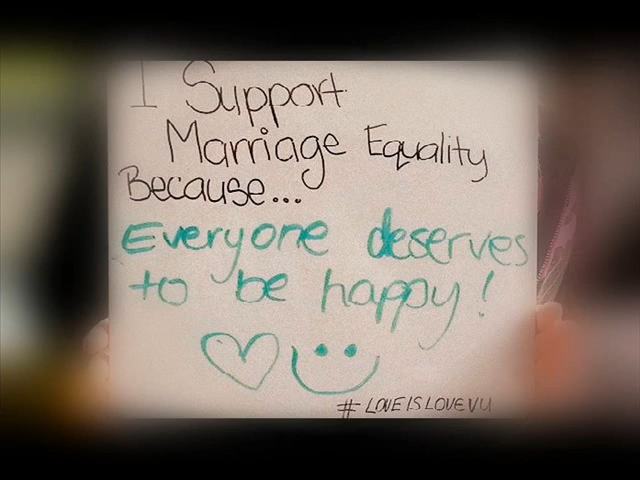 I Support
Marriage Equality
Because...
Everyone deserves
to be happy!
#LOVEISLOVEVU